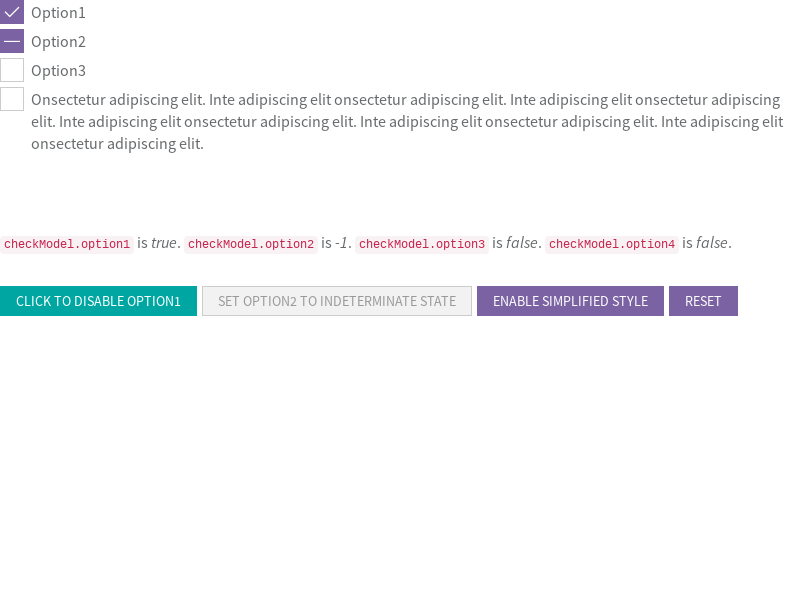 Option1
Option2
Option3
Onsectetur adipiscing elit. Inte adipiscing elit onsectetur adipiscing elit. Inte adipiscing elit onsectetur adipiscing
elit. Inte adipiscing elit onsectetur adipiscing elit. Inte adipiscing elit onsectetur adipiscing elit. Inte adipiscing elit
onsectetur adipiscing elit.
checkModel.option1 is true. checkModel.option2 is -1. checkModel.option3 is false. checkModel.option4 is false.
CLICK TO DISABLE OPTION1 SET OPTION2 TO INDETERMINATE STATE ENABLE SIMPLIFIED STYLE RESET